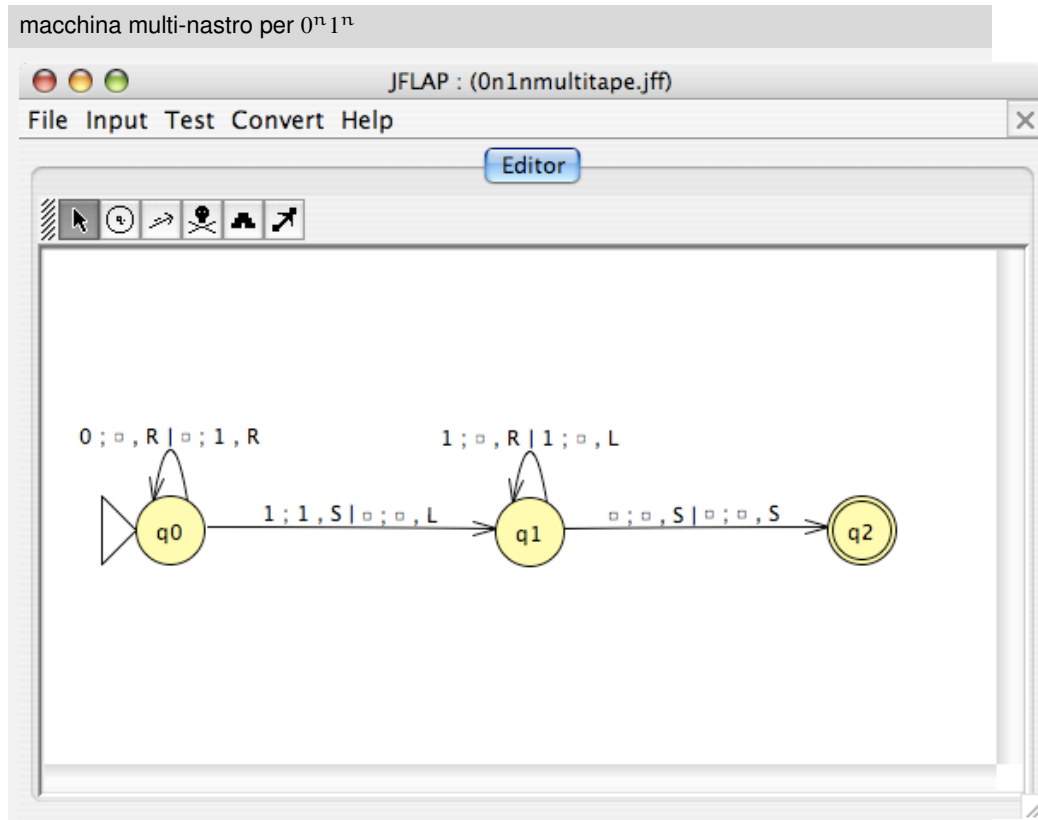 macchina multi-nastro per 0ⁿ1ⁿ
JFLAP : (0n1nmultitape.jff)
File Input Test Convert Help
Editor
0 ; □ , R | □ ; 1 , R
1 ; □ , R | 1 ; □ , L
1 ; 1 , S | □ ; □ , L
□ ; □ , S | □ ; □ , S
q0
q1
q2